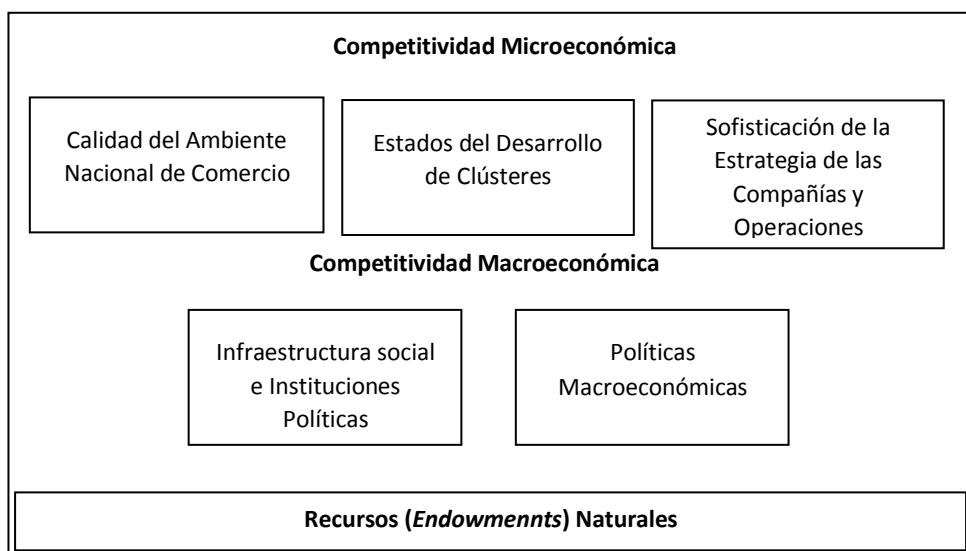 Competitividad Microeconómica
Calidad del Ambiente
Nacional de Comercio
Estados del Desarrollo
de Clústeres
Sofisticación de la
Estrategia de las
Compañías y
Operaciones
Competitividad Macroeconómica
Infraestructura social
e Instituciones
Políticas
Políticas
Macroeconómicas
Recursos (Endowmennts) Naturales